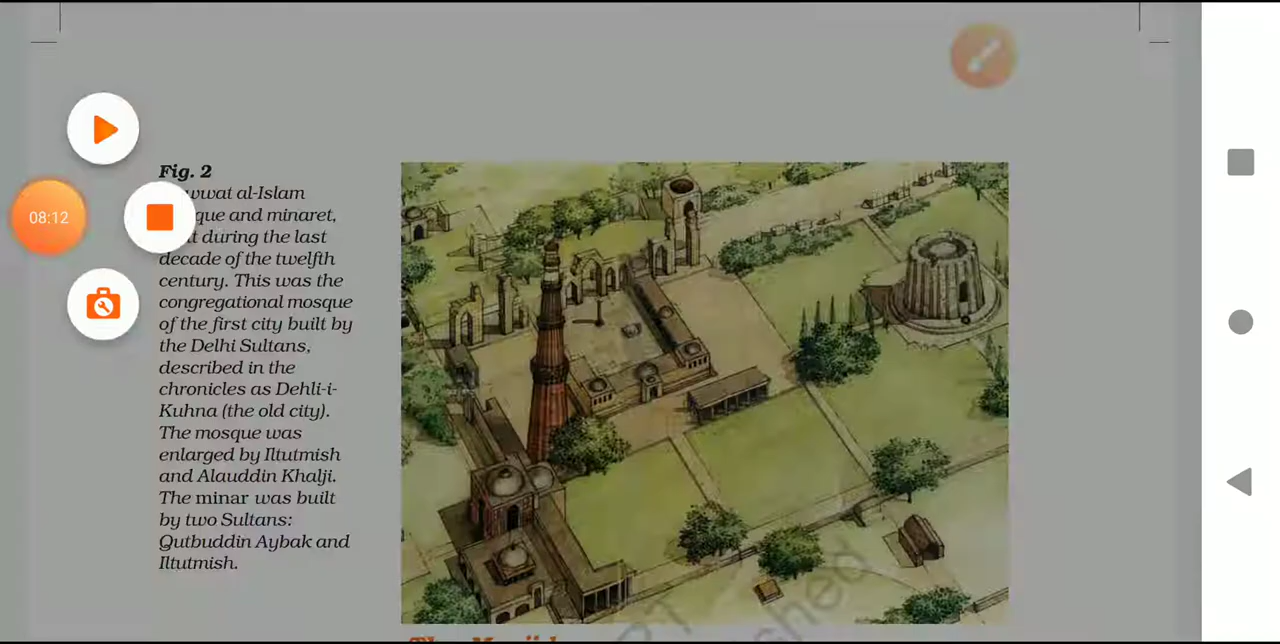 Fig. 2
wwat al-Islam
que and minaret,
t during the last
decade of the twelfth
century. This was the
congregational mosque
of the first city built by
the Delhi Sultans,
described in the
chronicles as Dehli-i-
Kuhna (the old city).
The mosque was
enlarged by Iltutmish
and Alauddin Khalji.
The minar was built
by two Sultans:
Qutbuddin Aybak and
Iltutmish.
08:12